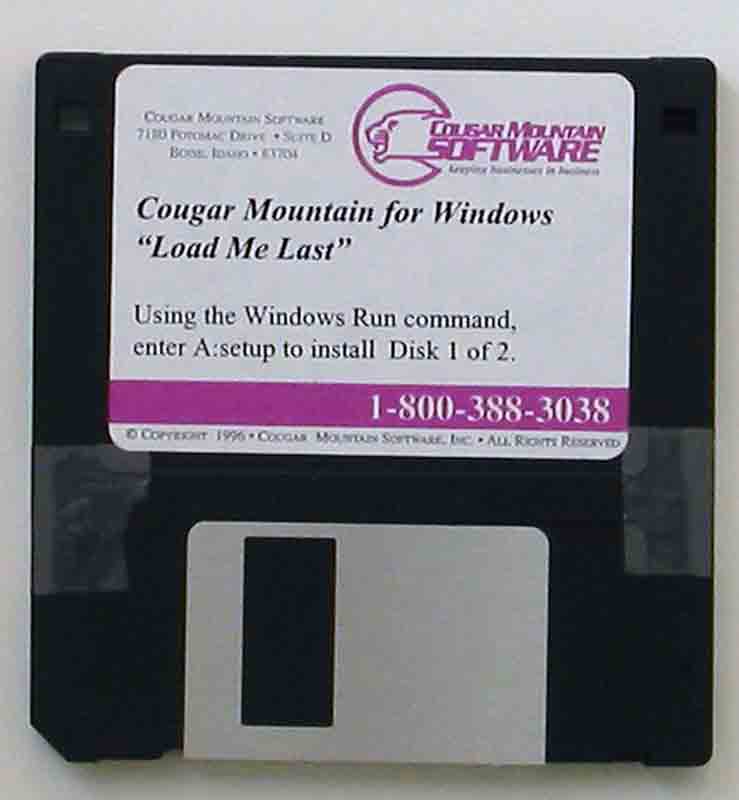 COUGAR MOUNTAIN SOFTWARE
7180 POTOMAC DRIVE • SUITE D
BOISE, IDAHO • 83704
COUGAR MOUNTAIN
SOFTWARE
keeping businesses in business
Cougar Mountain for Windows
“Load Me Last”
Using the Windows Run command,
enter A:setup to install Disk 1 of 2.
1-800-388-3038
© COPYRIGHT 1996 • COUGAR MOUNTAIN SOFTWARE, INC. • ALL RIGHTS RESERVED